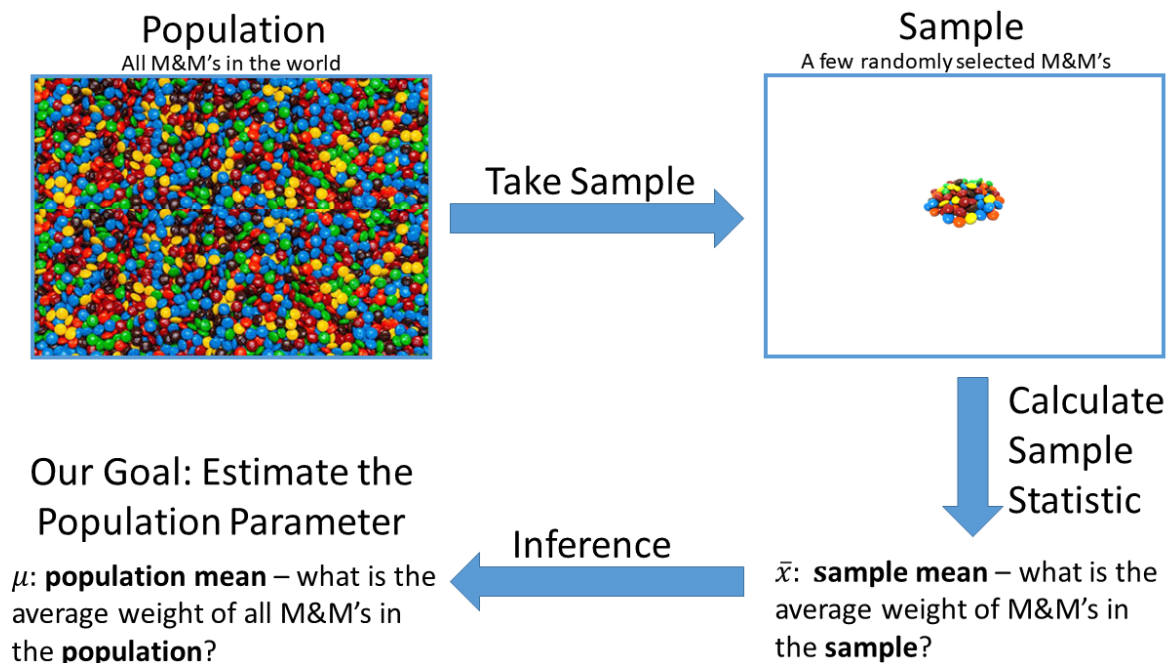 Population
All M&M's in the world
Sample
A few randomly selected M&M's
Take Sample
Calculate
Sample
Statistic
Our Goal: Estimate the
Population Parameter
Inference
μ: population mean – what is the
average weight of all M&M's in
the population?
x̄: sample mean – what is the
average weight of M&M's in
the sample?